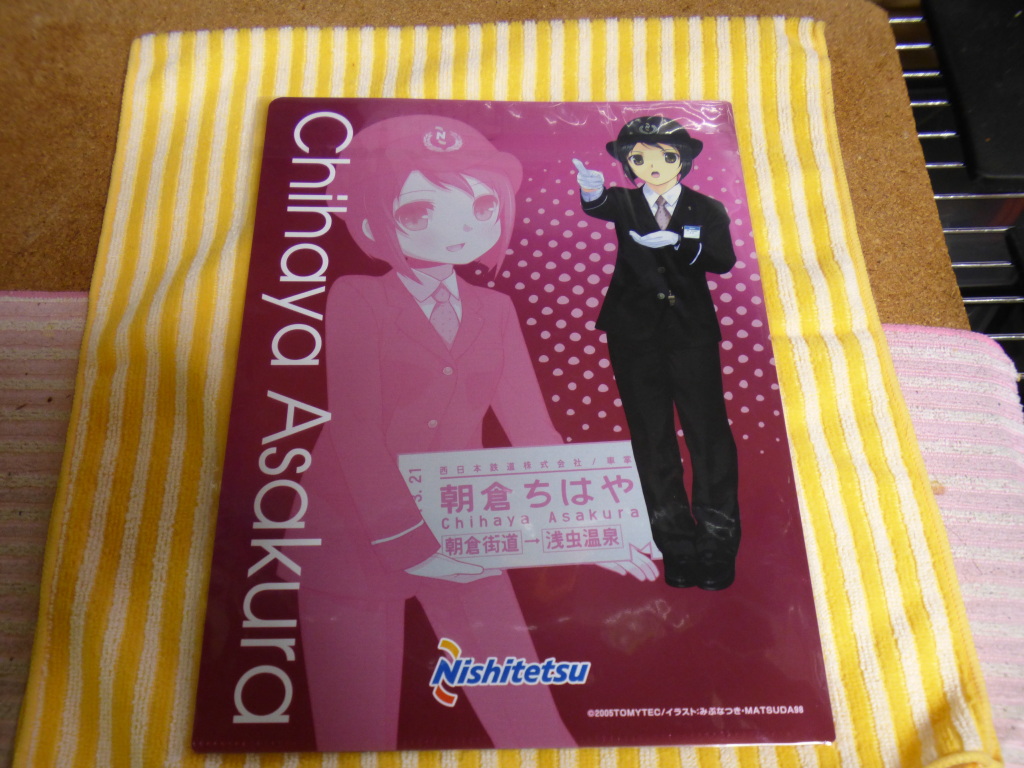 Chihaya Asakura
西日本鉄道株式会社/車掌
21
朝倉ちはや
Chihaya Asakura
朝倉街道→浅虫温泉
Nishitetsu
©2005TOMYTEC/イラスト:みぶなつき・MATSUDA98